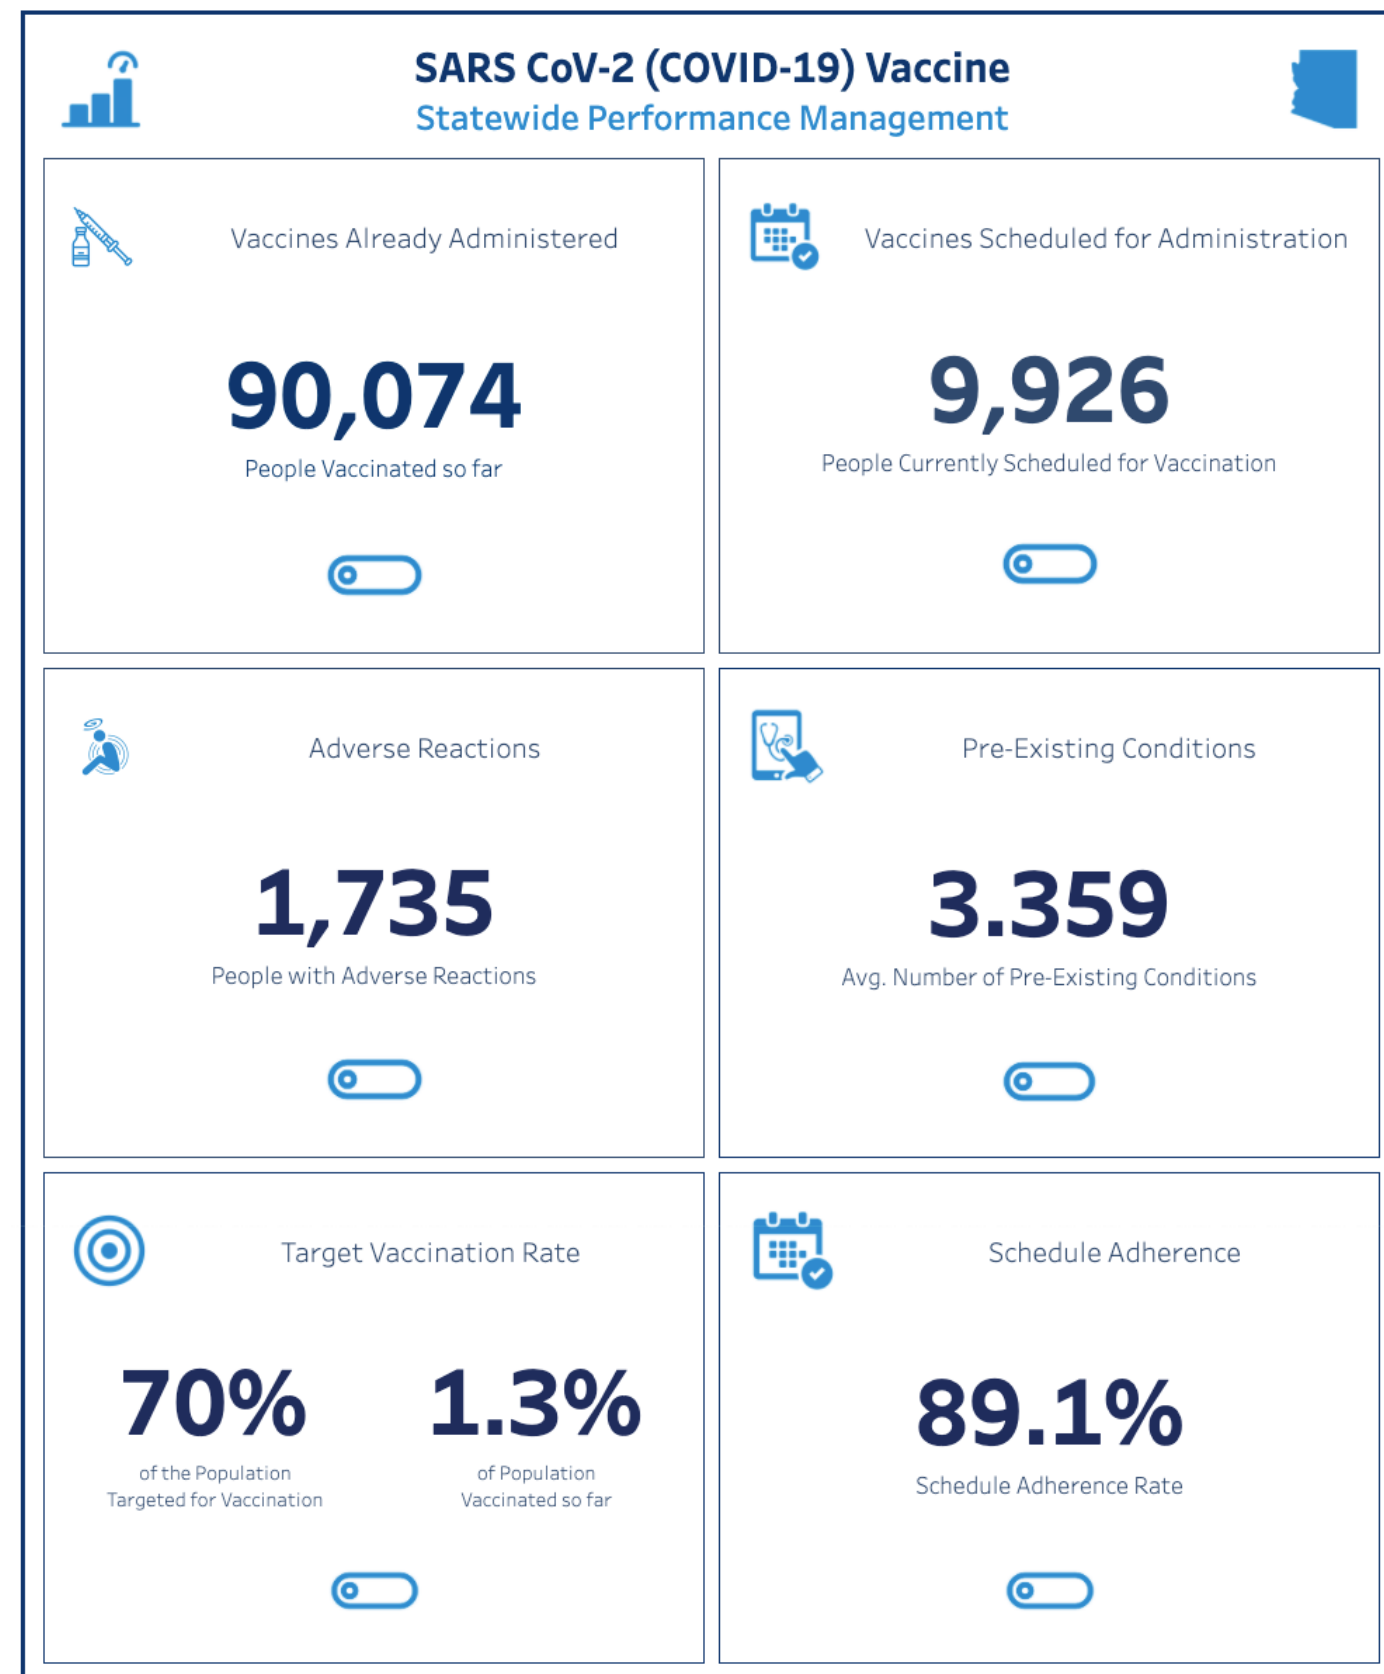 SARS CoV-2 (COVID-19) Vaccine
Statewide Performance Management
Vaccines Already Administered
90,074
People Vaccinated so far
Vaccines Scheduled for Administration
9,926
People Currently Scheduled for Vaccination
Adverse Reactions
1,735
People with Adverse Reactions
Pre-Existing Conditions
3.359
Avg. Number of Pre-Existing Conditions
Target Vaccination Rate
70%
of the Population
Targeted for Vaccination
1.3%
of Population
Vaccinated so far
Schedule Adherence
89.1%
Schedule Adherence Rate